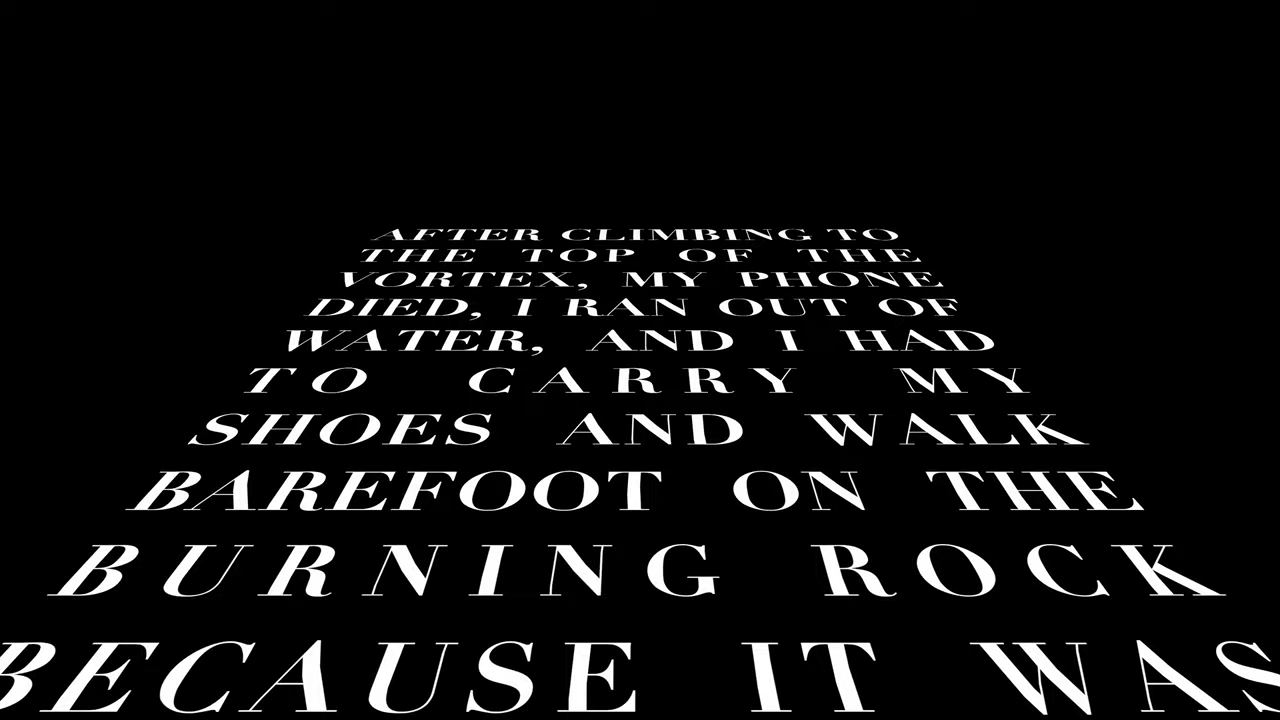 AFTER CLIMBING TO
THE TOP OF THE
VORTEX, MY PHONE
DIED, I RAN OUT OF
WATER, AND I HAD
TO CARRY MY
SHOES AND WALK
BAREFOOT ON THE
BURNING ROCK
BECAUSE IT WAS